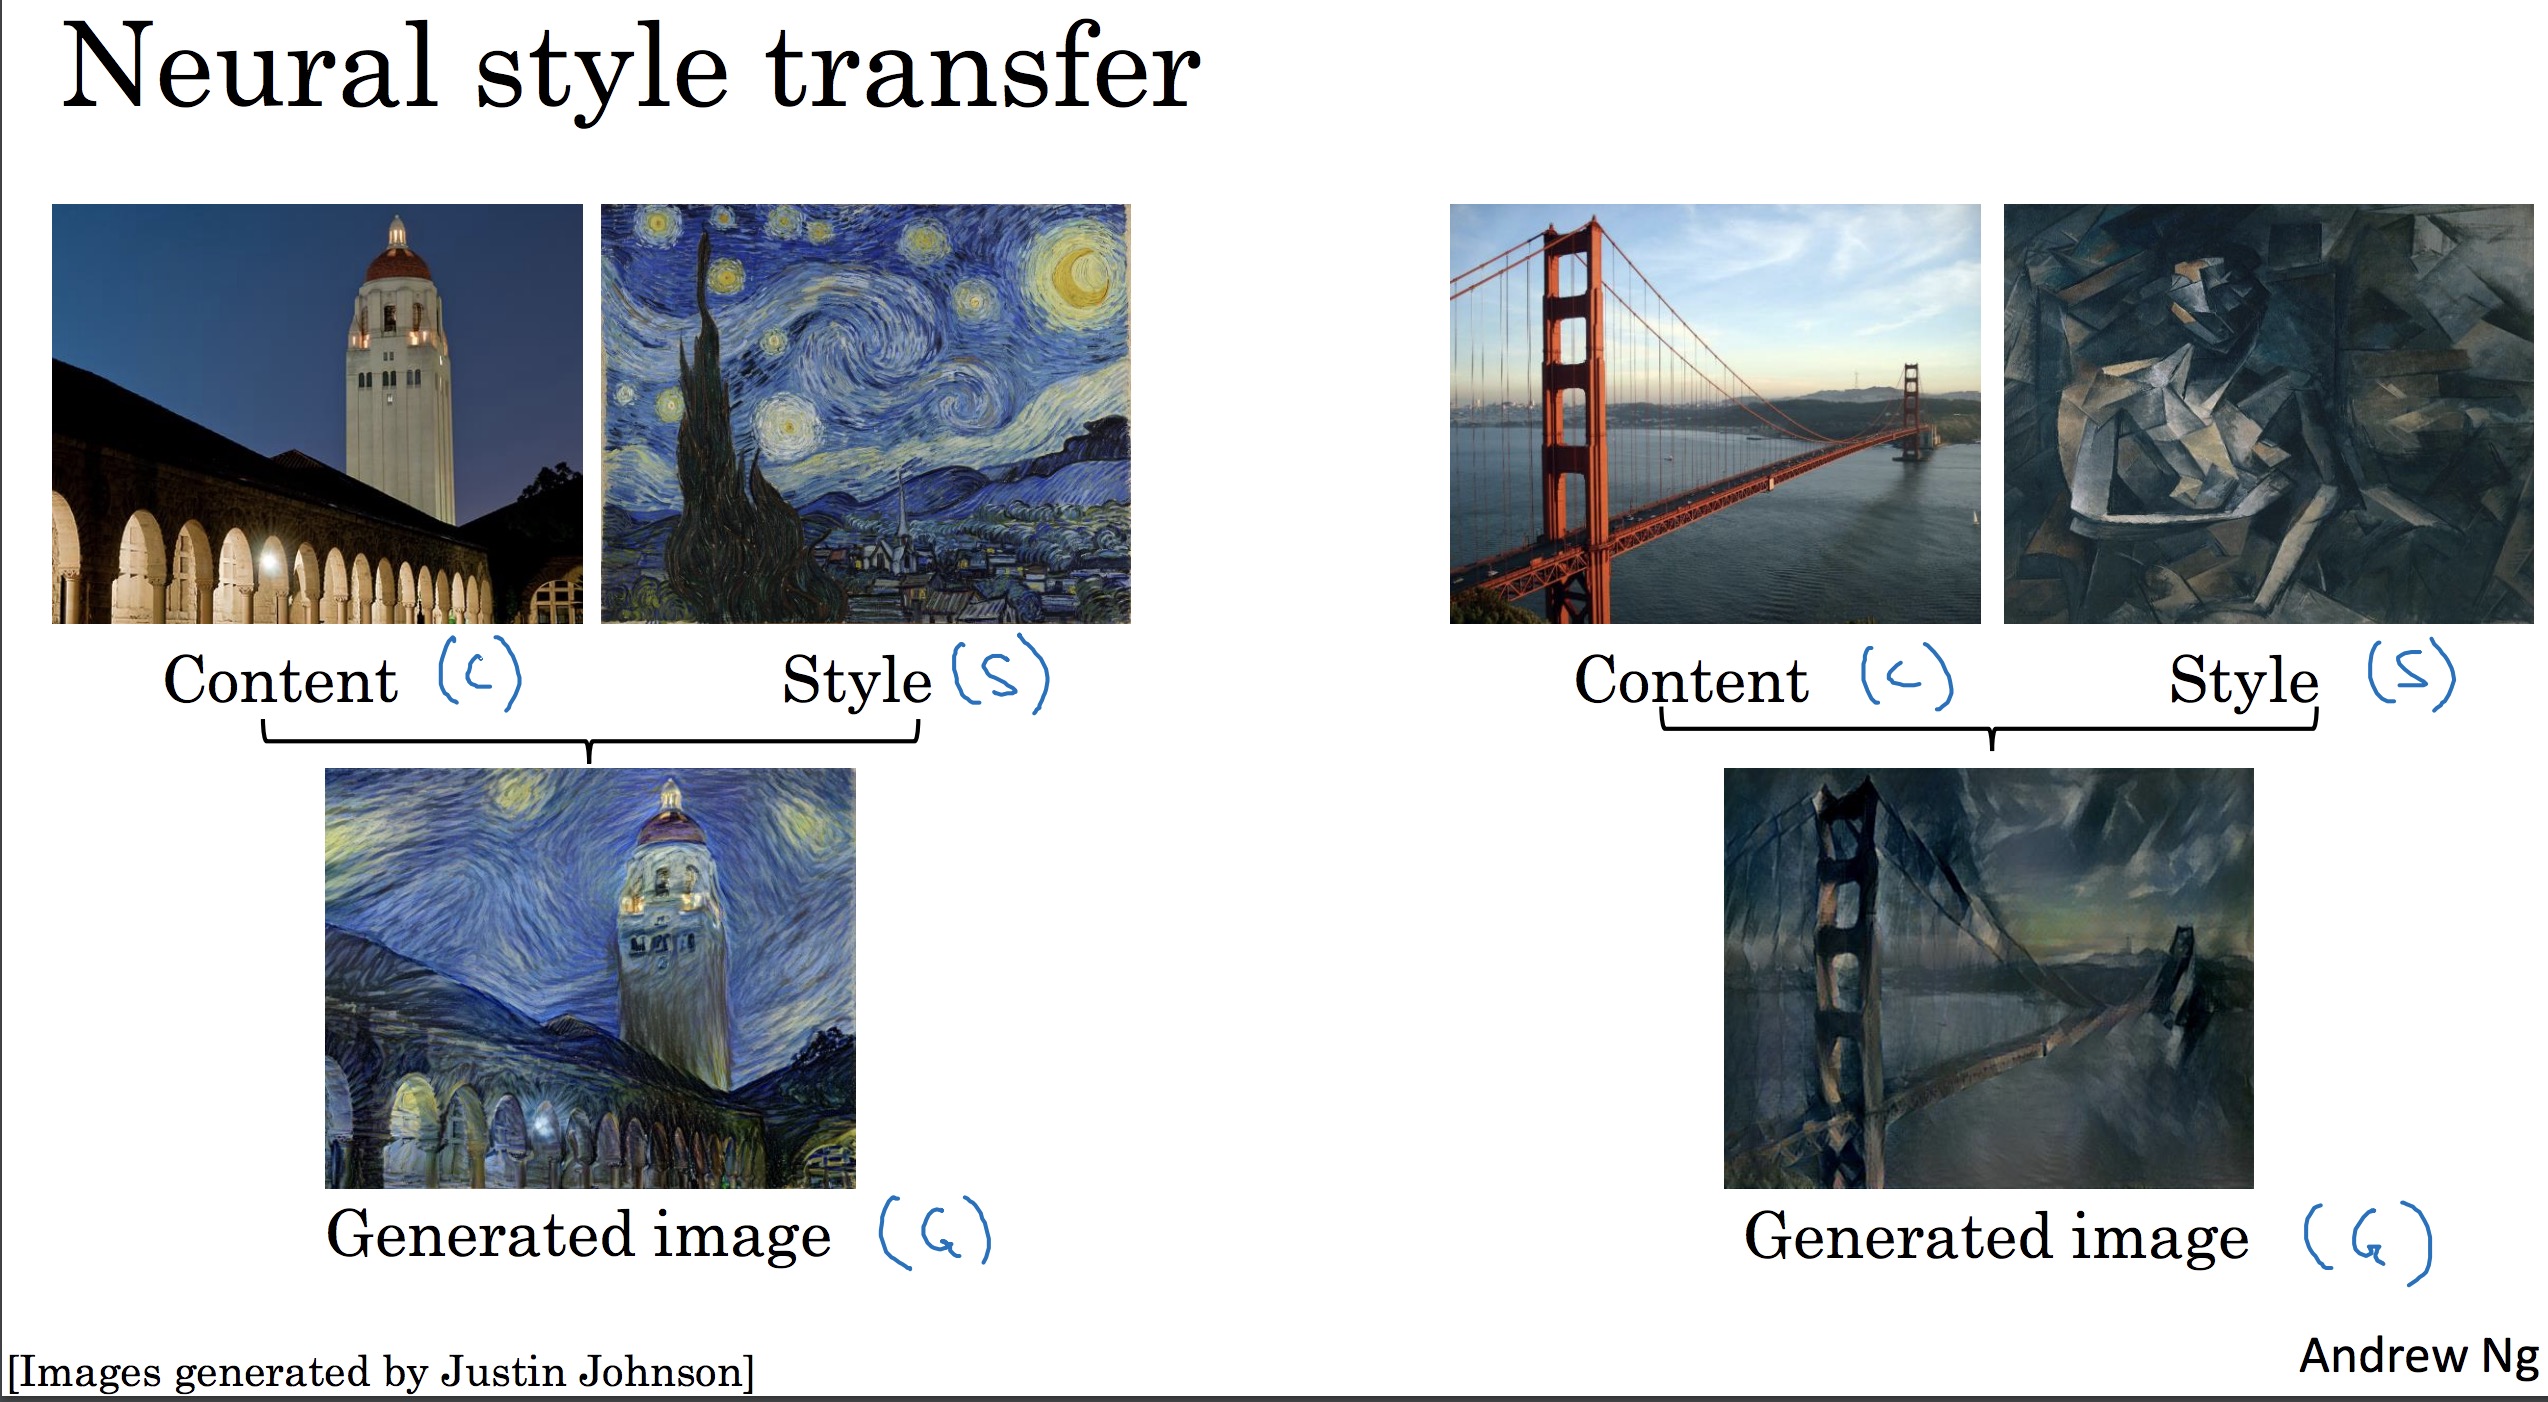 Neural style transfer
Content (C) Style (S)
Content (C) Style (S)
Generated image (G)
Generated image (G)
[Images generated by Justin Johnson]
Andrew Ng